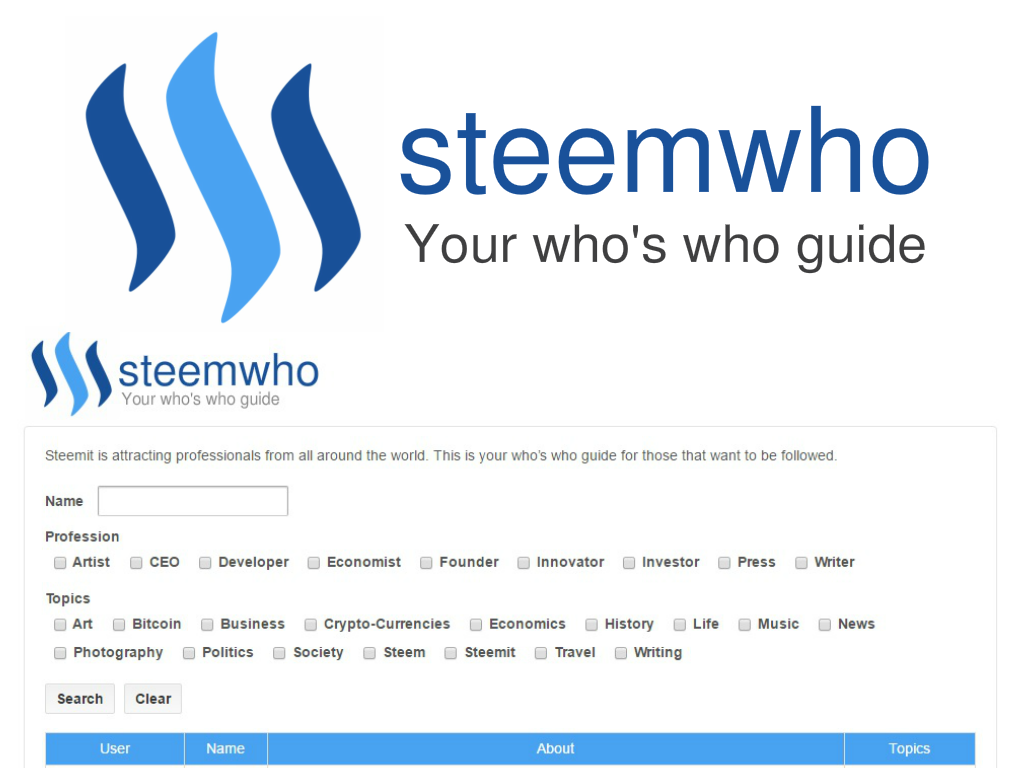 steemwho
Your who's who guide
steemwho
Your who's who guide
Steemit is attracting professionals from all around the world. This is your who's who guide for those that want to be followed.
Name
Profession
Artist CEO Developer Economist Founder Innovator Investor Press Writer
Topics
Art Bitcoin Business Crypto-Currencies Economics History Life Music News
Photography Politics Society Steem Steemit Travel Writing
Search Clear
User Name About Topics